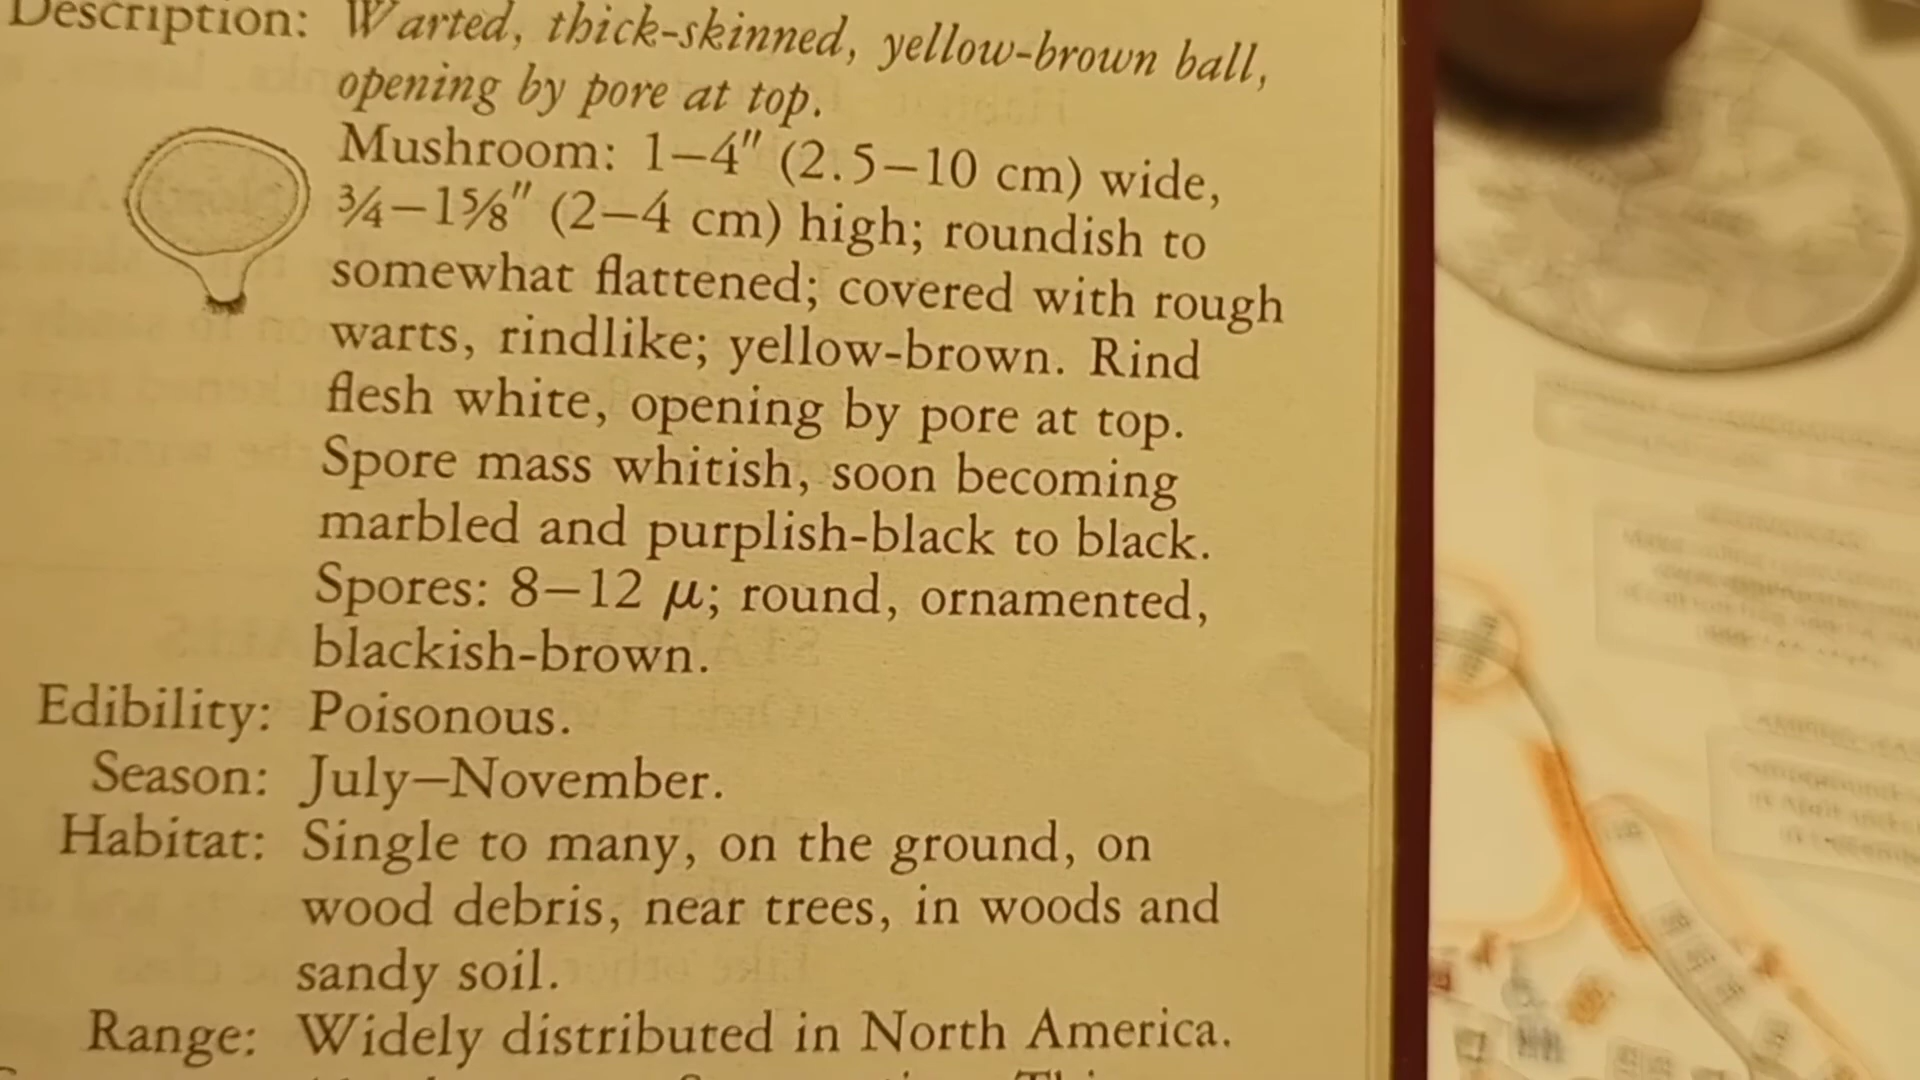 Description: Warted, thick-skinned, yellow-brown ball,
opening by pore at top.
Mushroom: 1–4" (2.5–10 cm) wide,
¾–1⅝" (2–4 cm) high; roundish to
somewhat flattened; covered with rough
warts, rindlike; yellow-brown. Rind
flesh white, opening by pore at top.
Spore mass whitish, soon becoming
marbled and purplish-black to black.
Spores: 8–12 μ; round, ornamented,
blackish-brown.
Edibility: Poisonous.
Season: July–November.
Habitat: Single to many, on the ground, on
wood debris, near trees, in woods and
sandy soil.
Range: Widely distributed in North America.